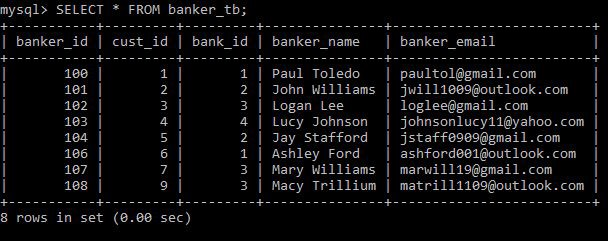 mysql> SELECT * FROM banker_tb;
+-----------+---------+---------+---------------+-------------------------+
| banker_id | cust_id | bank_id | banker_name   | banker_email            |
+-----------+---------+---------+---------------+-------------------------+
|       100 |       1 |       1 | Paul Toledo   | paultol@gmail.com       |
|       101 |       2 |       2 | John Williams | jwill1009@outlook.com   |
|       102 |       3 |       3 | Logan Lee     | loglee@gmail.com        |
|       103 |       4 |       4 | Lucy Johnson  | johnsonlucy11@yahoo.com |
|       104 |       5 |       2 | Jay Stafford  | jstaff0909@gmail.com    |
|       106 |       6 |       1 | Ashley Ford   | ashford001@outlook.com  |
|       107 |       7 |       3 | Mary Williams | marwill19@gmail.com     |
|       108 |       9 |       3 | Macy Trillium | matrill1109@outlook.com |
+-----------+---------+---------+---------------+-------------------------+
8 rows in set (0.00 sec)